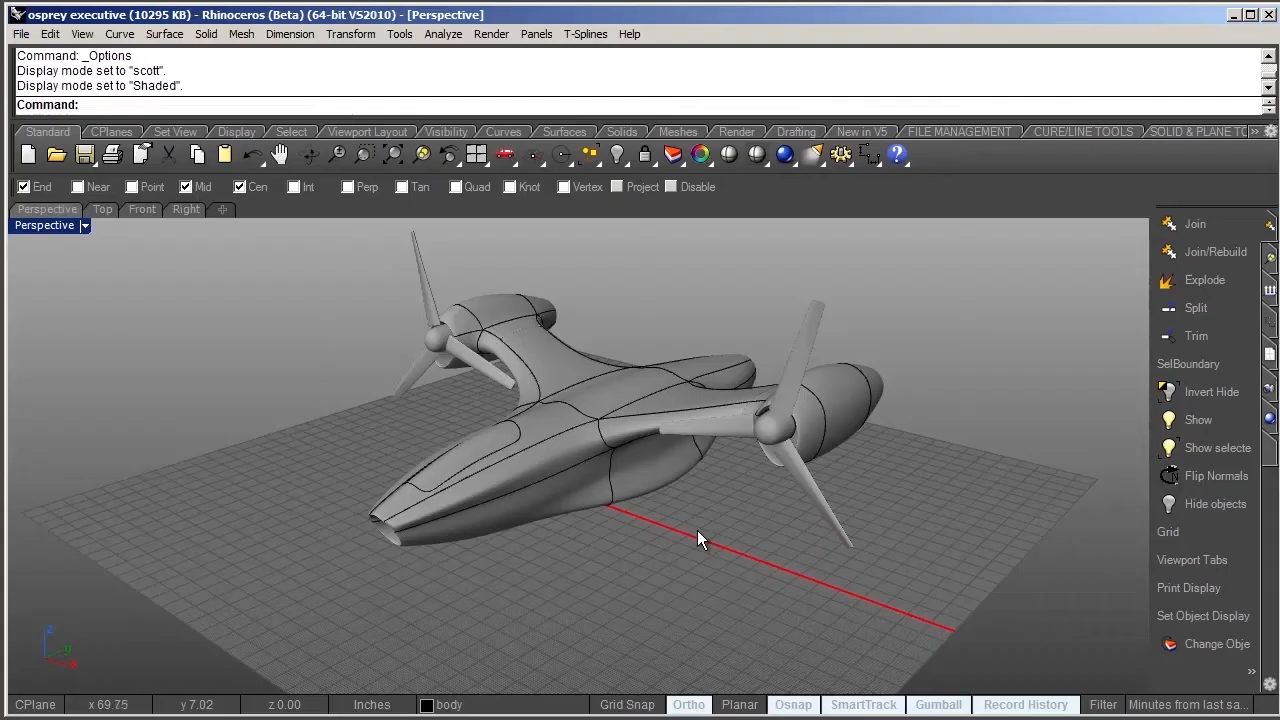 osprey executive (10295 KB) - Rhinoceros (Beta) (64-bit VS2010) - [Perspective]
File Edit View Curve Surface Solid Mesh Dimension Transform Tools Analyze Render Panels T-Splines Help
Command: _Options
Display mode set to "scott".
Display mode set to "Shaded".
Command:
Standard CPlanes Set View Display Select Viewport Layout Visibility Curves Surfaces Solids Meshes Render Drafting New in V5 FILE MANAGEMENT CURE/LINE TOOLS SOLID & PLANE TC
End Near Point Mid Cen Int Perp Tan Quad Knot Vertex Project Disable
Perspective Top Front Right
Perspective
Join
Join/Rebuild
Explode
Split
Trim
SelBoundary
Invert Hide
Show
Show selecte
Flip Normals
Hide objects
Grid
Viewport Tabs
Print Display
Set Object Display
Change Obje
z
x
CPlane x 69.75 y 7.02 z 0.00 Inches body Grid Snap Ortho Planar Osnap SmartTrack Gumball Record History Filter Minutes from last sa...